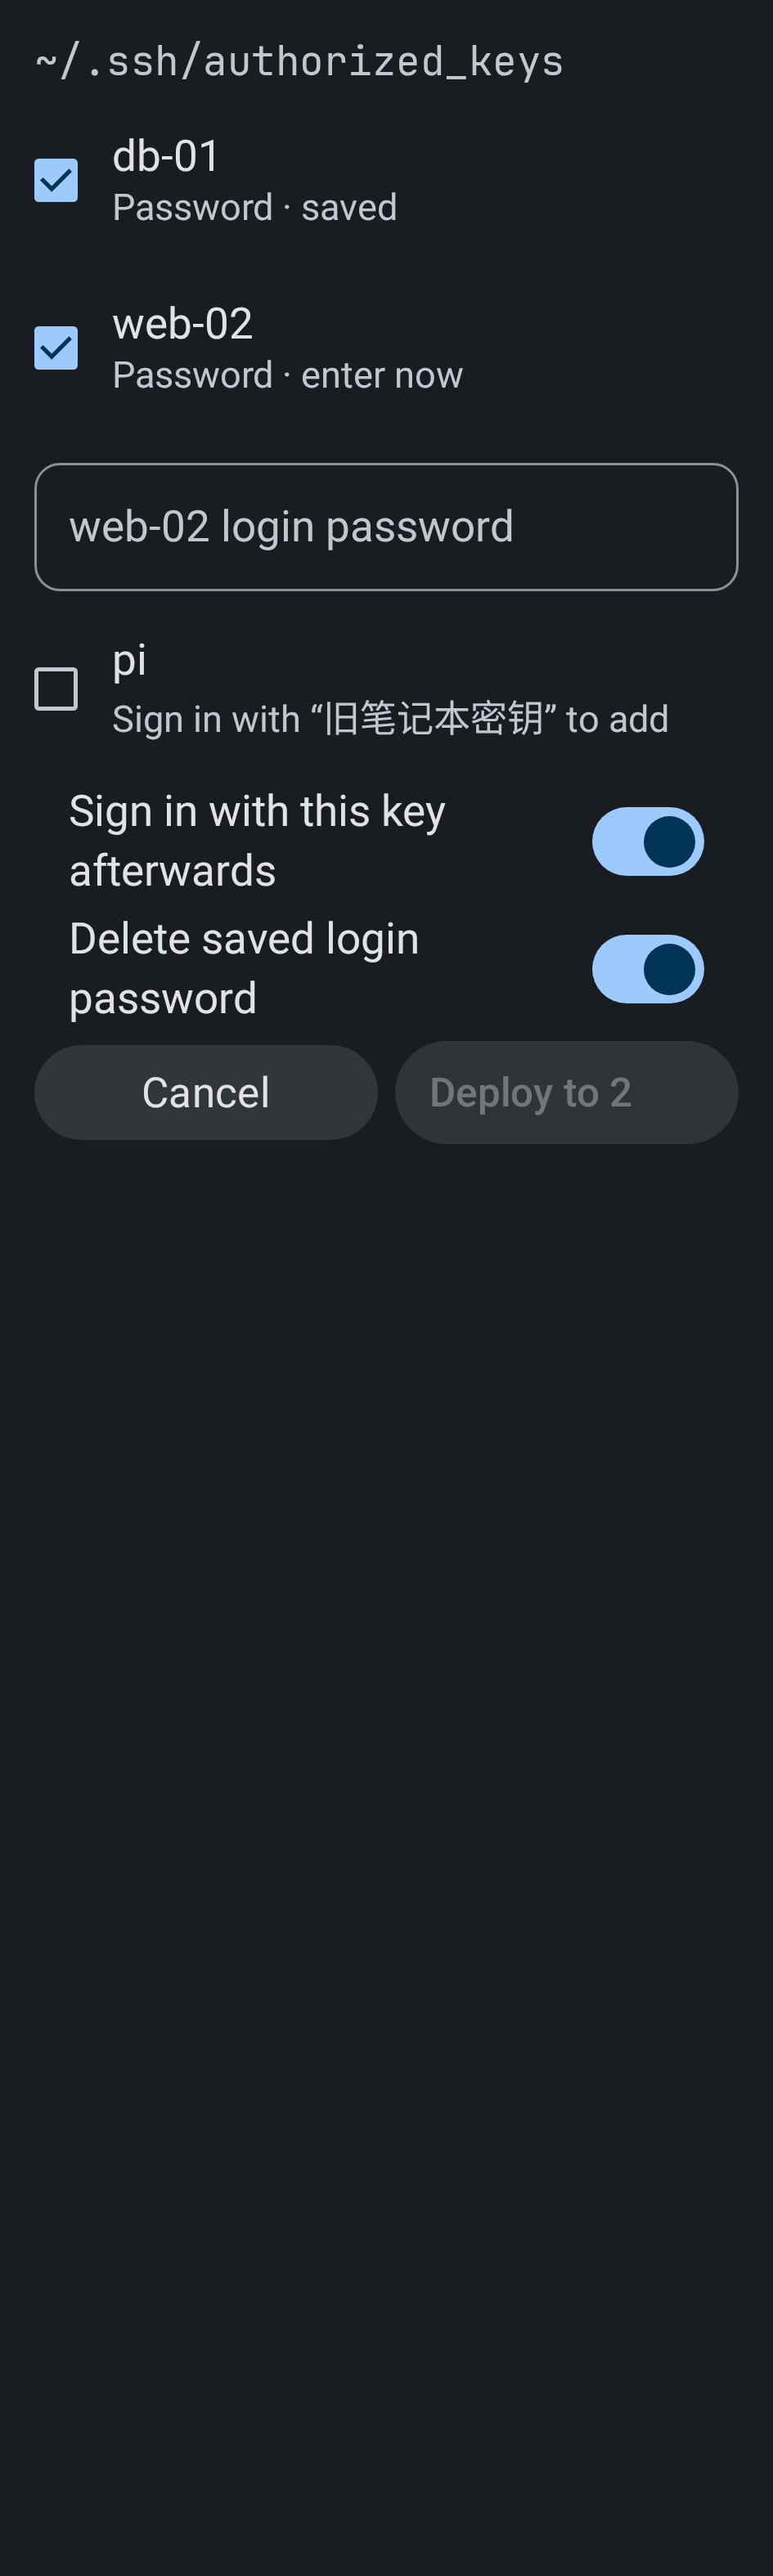 ~/.ssh/authorized_keys
db-01
Password · saved
web-02
Password · enter now
web-02 login password
pi
Sign in with “旧笔记本密钥” to add
Sign in with this key
afterwards
Delete saved login
password
Cancel
Deploy to 2